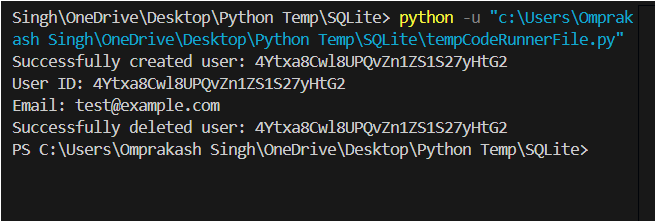 Singh\OneDrive\Desktop\Python Temp\SQLite> python -u "c:\Users\Omprak
ash Singh\OneDrive\Desktop\Python Temp\SQLite\tempCodeRunnerFile.py"
Successfully created user: 4Ytxa8Cwl8UPQvZn1ZS1S27yHtG2
User ID: 4Ytxa8Cwl8UPQvZn1ZS1S27yHtG2
Email: test@example.com
Successfully deleted user: 4Ytxa8Cwl8UPQvZn1ZS1S27yHtG2
PS C:\Users\Omprakash Singh\OneDrive\Desktop\Python Temp\SQLite>